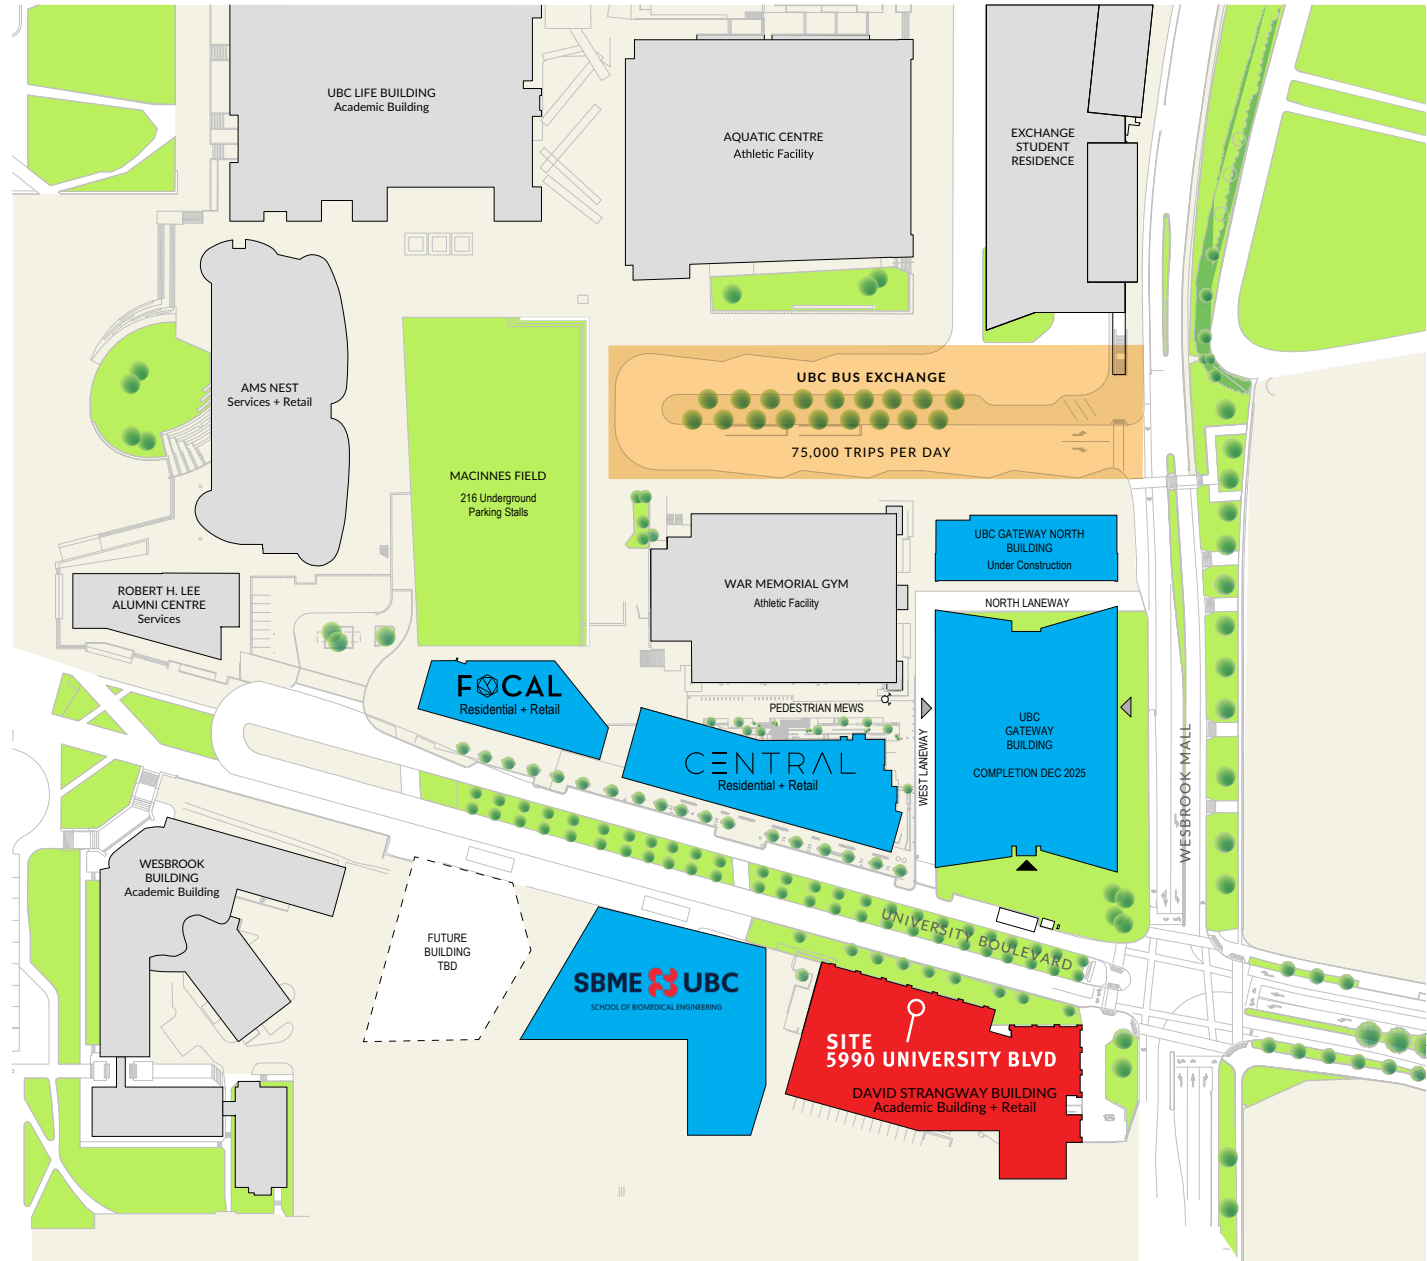 UBC LIFE BUILDING
Academic Building
AQUATIC CENTRE
Athletic Facility
EXCHANGE
STUDENT
RESIDENCE
AMS NEST
Services + Retail
UBC BUS EXCHANGE
75,000 TRIPS PER DAY
MACINNES FIELD
216 Underground
Parking Stalls
ROBERT H. LEE
ALUMNI CENTRE
Services
WAR MEMORIAL GYM
Athletic Facility
UBC GATEWAY NORTH
BUILDING
Under Construction
NORTH LANEWAY
FOCAL
Residential + Retail
PEDESTRIAN MEWS
CENTRAL
Residential + Retail
WEST LANEWAY
UBC
GATEWAY
BUILDING
COMPLETION DEC 2025
WESBROOK MALL
WESBROOK
BUILDING
Academic Building
FUTURE
BUILDING
TBD
UNIVERSITY BOULEVARD
SBME UBC
SCHOOL OF BIOMEDICAL ENGINEERING
SITE
5990 UNIVERSITY BLVD
DAVID STRANGWAY BUILDING
Academic Building + Retail